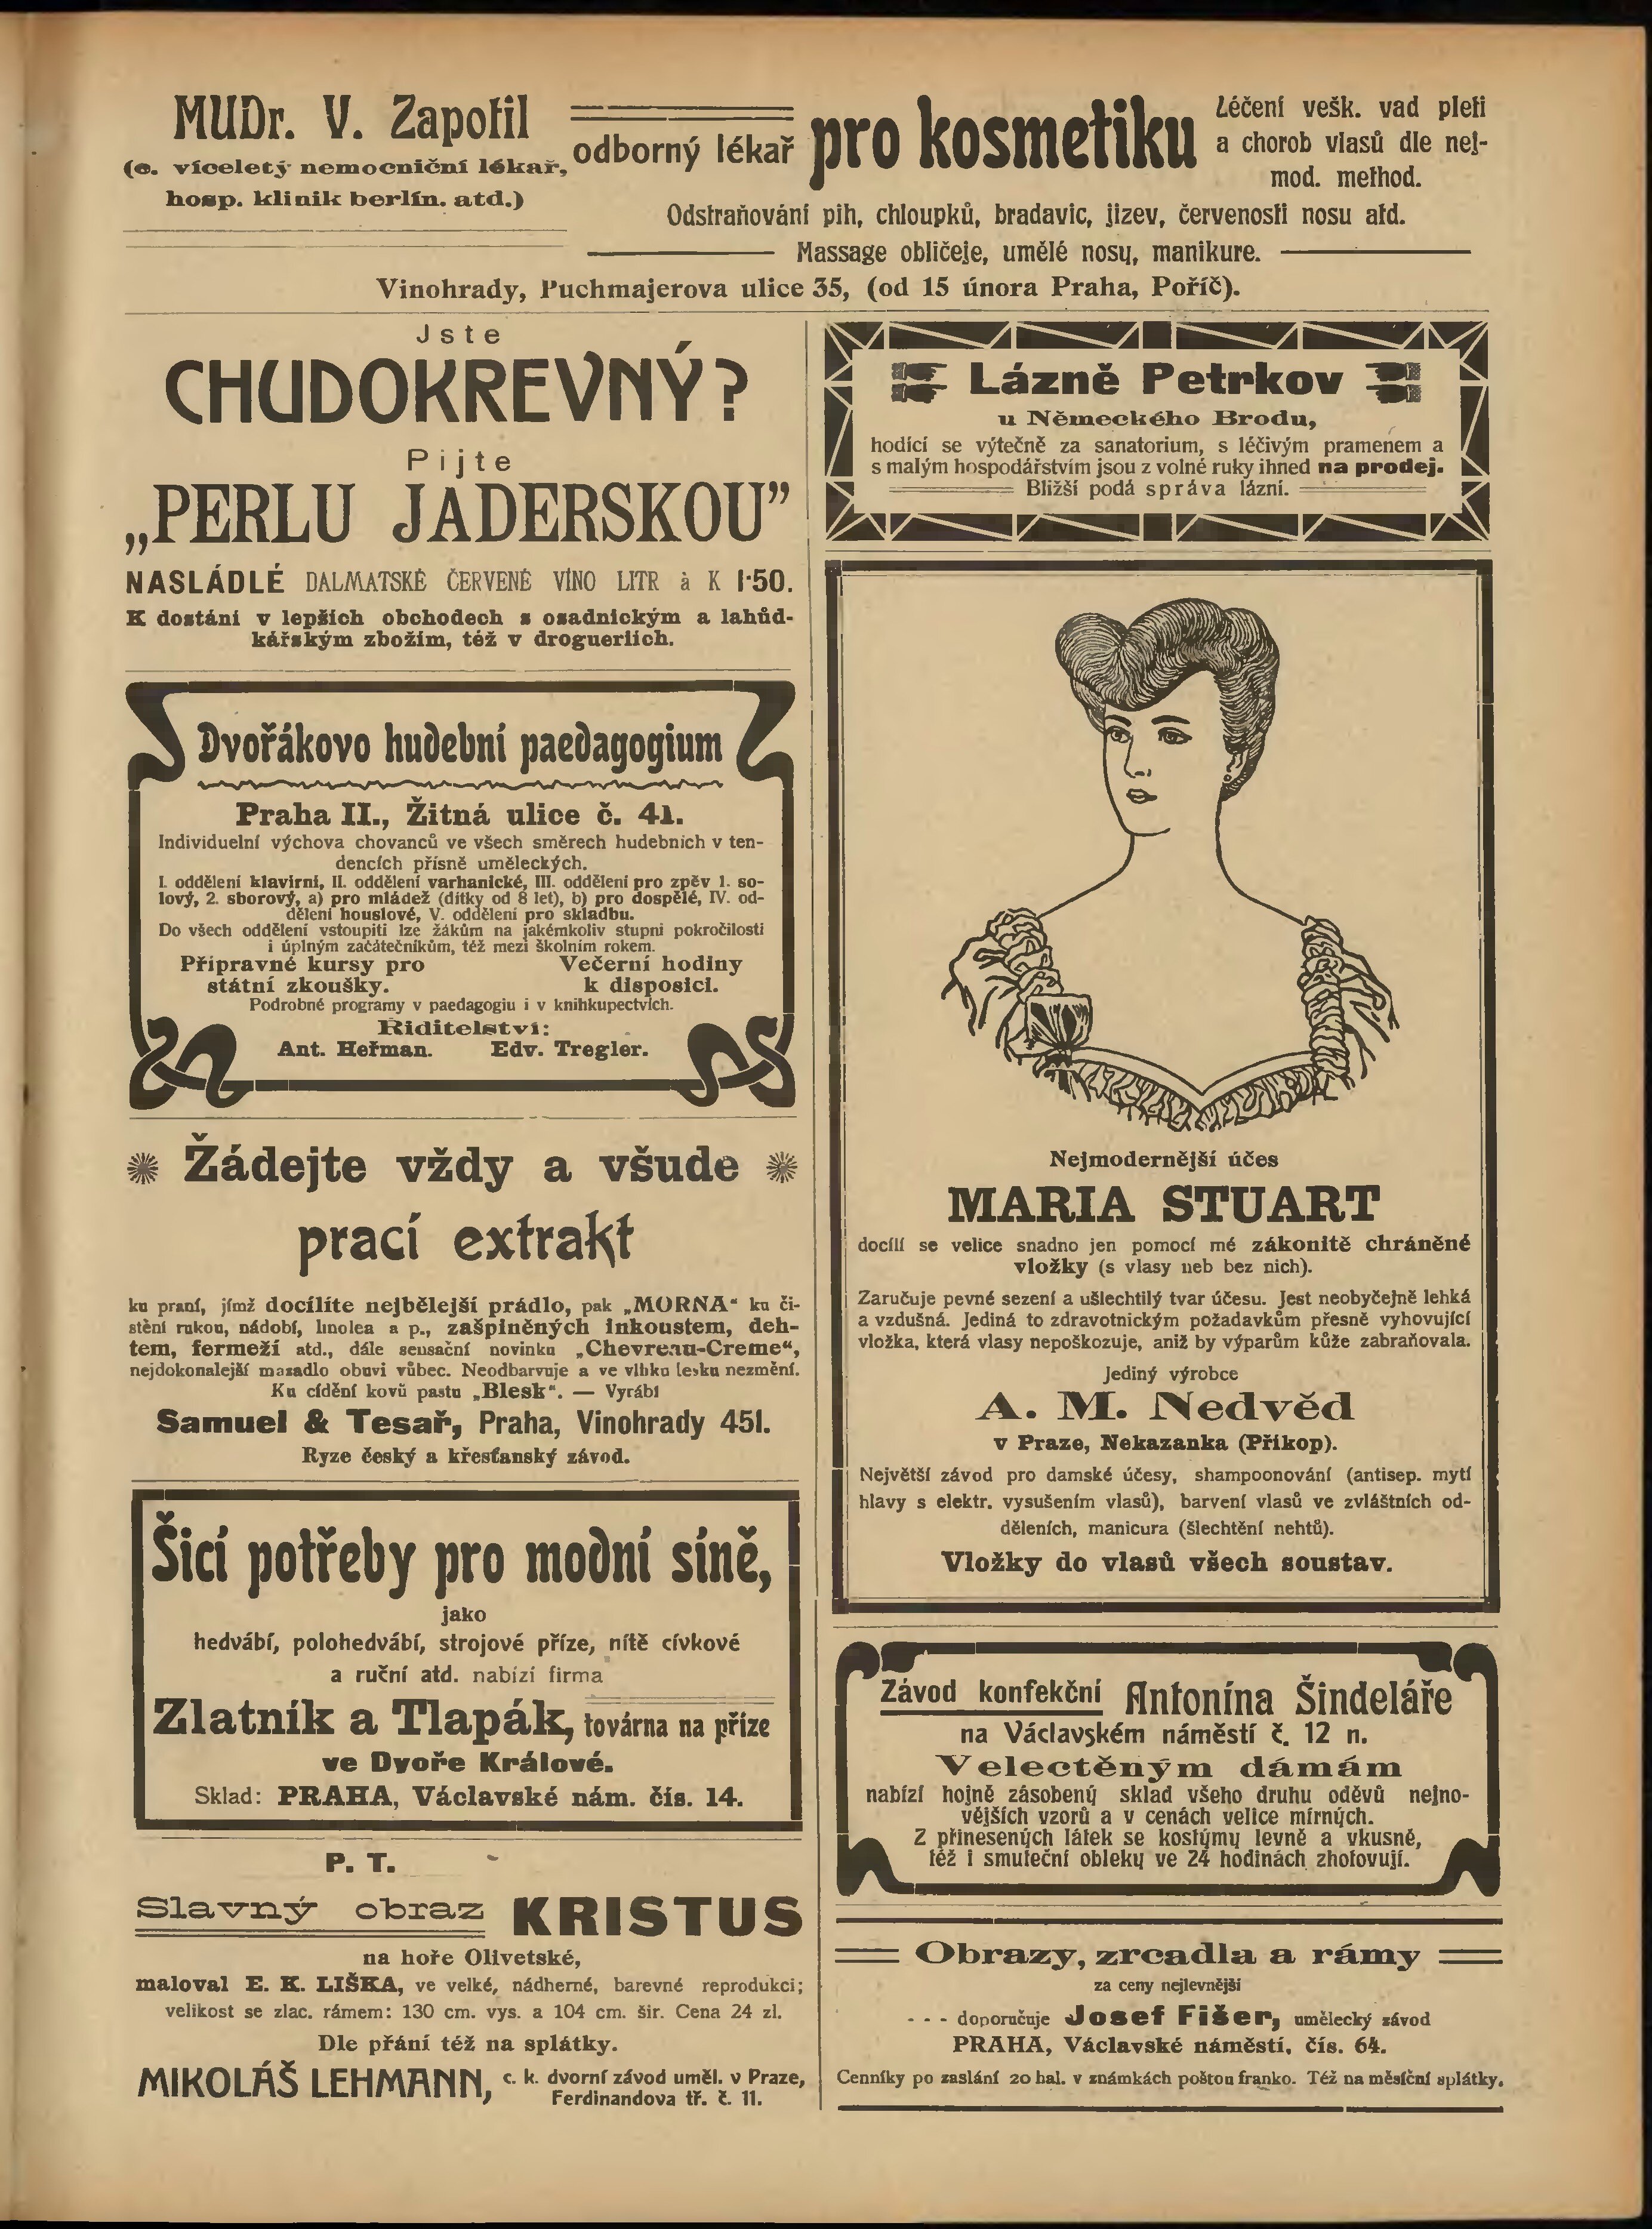 MUDr. V. Zapotil
(e. víceletý nemocniční lékař,
hosp. klinik berlín. atd.)
odborný lékař pro kosmetiku
Léčení vešk. vad pleti
a chorob vlasů dle nej-
mod. method.
Odstraňování pih, chloupků, bradavic, jizev, červenosti nosu atd.
Massage obličeje, umělé nosy, manikure.
Vinohrady, Puchmajerova ulice 35, (od 15 února Praha, Poříč).
Jste
CHUDOKREVNÝ?
Pijte
„PERLU JADERSKOU”
NASLÁDLÉ DALMATSKÉ ČERVENÉ VÍNO LITR à K 1·50.
K dostání v lepších obchodech s osadnickým a lahůd-
kářským zbožím, též v drogueriích.
Dvořákovo hudební paedagogium
Praha II., Žitná ulice č. 41.
Individuelní výchova chovanců ve všech směrech hudebních v ten-
dencích přísně uměleckých.
I. oddělení klavírní, II. oddělení varhanické, III. oddělení pro zpěv 1. so-
lový, 2. sborový, a) pro mládež (dítky od 8 let), b) pro dospělé, IV. od-
dělení houslové, V. oddělení pro skladbu.
Do všech oddělení vstoupiti lze žákům na jakémkoliv stupni pokročilosti
i úplným začátečníkům, též mezi školním rokem.
Přípravné kursy pro
státní zkoušky.
Večerní hodiny
k disposici.
Podrobné programy v paedagogiu i v knihkupectvích.
Ředitelství:
Ant. Heřman. Edv. Tregler.
Žádejte vždy a všude
prací extrakt
ku praní, jímž docílíte nejbělejší prádlo, pak „MORNA“ ku či-
stění rukou, nádobí, linolea a p., zašpiněných inkoustem, deh-
tem, fermeží atd., dále sensační novinku „Chevreau-Creme“,
nejdokonalejší mazadlo obuvi vůbec. Neodbarvuje a ve vlhku lesku nezmění.
Ku cídění kovů pastu „Blesk“. — Vyrábí
Samuel & Tesař, Praha, Vinohrady 451.
Ryze český a křesťanský závod.
Šicí potřeby pro modní síně,
jako
hedvábí, polohedvábí, strojové příze, nítě cívkové
a ruční atd. nabízí firma
Zlatník a Tlapák, továrna na příze
ve Dvoře Králové.
Sklad: PRAHA, Václavské nám. čís. 14.
P. T.
Slavný obraz KRISTUS
na hoře Olivetské,
maloval E. K. LIŠKA, ve velké, nádherné, barevné reprodukci;
velikost se zlac. rámem: 130 cm. vys. a 104 cm. šir. Cena 24 zl.
Dle přání též na splátky.
MIKOLÁŠ LEHMANN, c. k. dvorní závod uměl. v Praze,
Ferdinandova tř. č. 11.
Lázně Petrkov
u Německého Brodu,
hodící se výtečně za sanatorium, s léčivým pramenem a
s malým hospodářstvím jsou z volné ruky ihned na prodej.
Bližší podá správa lázní.
Nejmodernější účes
MARIA STUART
docílí se velice snadno jen pomocí mé zákonitě chráněné
vložky (s vlasy neb bez nich).
Zaručuje pevné sezení a ušlechtilý tvar účesu. Jest neobyčejně lehká
a vzdušná. Jediná to zdravotnickým požadavkům přesně vyhovující
vložka, která vlasy nepoškozuje, aniž by výparům kůže zabraňovala.
Jediný výrobce
A. M. Nedvěd
v Praze, Nekazanka (Příkop).
Největší závod pro damské účesy, shampoonování (antisep. mytí
hlavy s elektr. vysušením vlasů), barvení vlasů ve zvláštních od-
děleních, manicura (šlechtění nehtů).
Vložky do vlasů všech soustav.
Závod konfekční Antonína Šindeláře
na Václavském náměstí č. 12 n.
Velectěným dámám
nabízí hojně zásobený sklad všeho druhu oděvů nejno-
vějších vzorů a v cenách velice mírných.
Z přinesených látek se kostýmy levně a vkusně,
též i smuteční obleky ve 24 hodinách zhotovují.
Obrazy, zrcadla a rámy
za ceny nejlevnější
- - - doporučuje Josef Fišer, umělecký závod
PRAHA, Václavské náměstí, čís. 64.
Cenníky po zaslání 20 hal. v známkách poštou franko. Též na měsíční splátky.